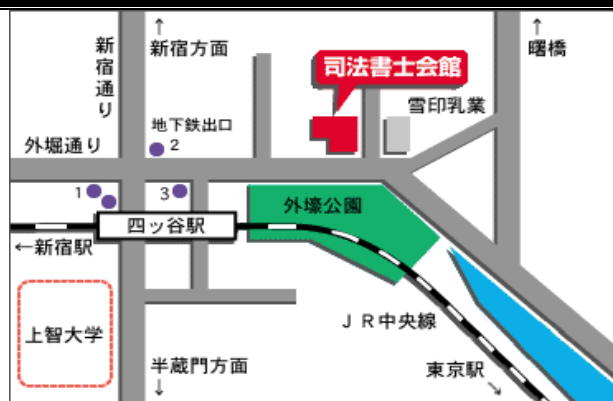 ↑
新宿方面
新宿通り
↑
曙橋
司法書士会館
雪印乳業
地下鉄出口
2
外堀通り
1
3
外壕公園
四ッ谷駅
←新宿駅
上智大学
JR中央線
半蔵門方面
↓
東京駅
↘